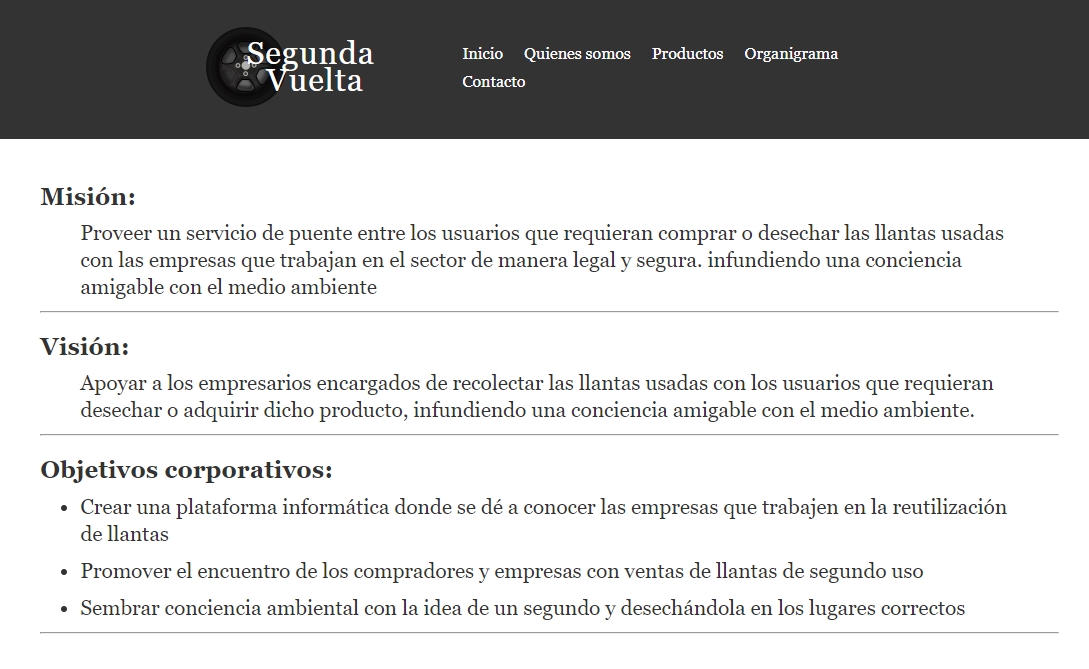 Segunda
Vuelta
Inicio Quienes somos Productos Organigrama
Contacto
Misión:
Proveer un servicio de puente entre los usuarios que requieran comprar o desechar las llantas usadas
con las empresas que trabajan en el sector de manera legal y segura. infundiendo una conciencia
amigable con el medio ambiente
Visión:
Apoyar a los empresarios encargados de recolectar las llantas usadas con los usuarios que requieran
desechar o adquirir dicho producto, infundiendo una conciencia amigable con el medio ambiente.
Objetivos corporativos:
• Crear una plataforma informática donde se dé a conocer las empresas que trabajen en la reutilización
de llantas
• Promover el encuentro de los compradores y empresas con ventas de llantas de segundo uso
• Sembrar conciencia ambiental con la idea de un segundo y desechándola en los lugares correctos